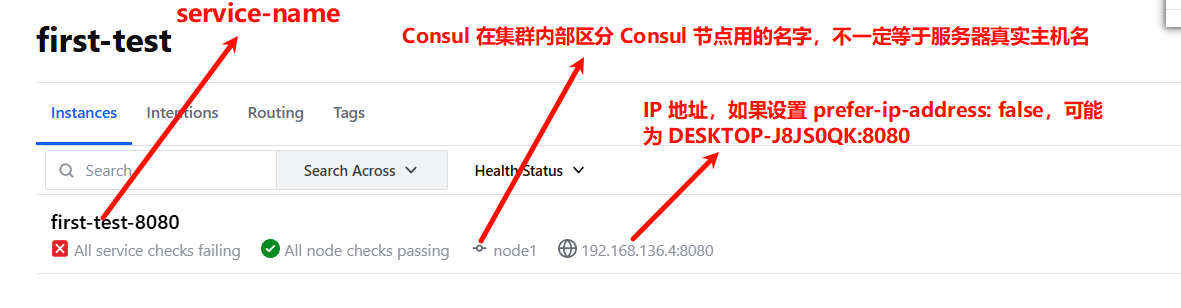 service-name
first-test
Consul 在集群内部区分 Consul 节点用的名字，不一定等于服务器真实主机名
Instances
Intentions
Routing
Tags
IP 地址，如果设置 prefer-ip-address: false，可能
为 DESKTOP-J8JS0QK:8080
Search
Search Across
Health Status
first-test-8080
All service checks failing
All node checks passing
node1
192.168.136.4:8080